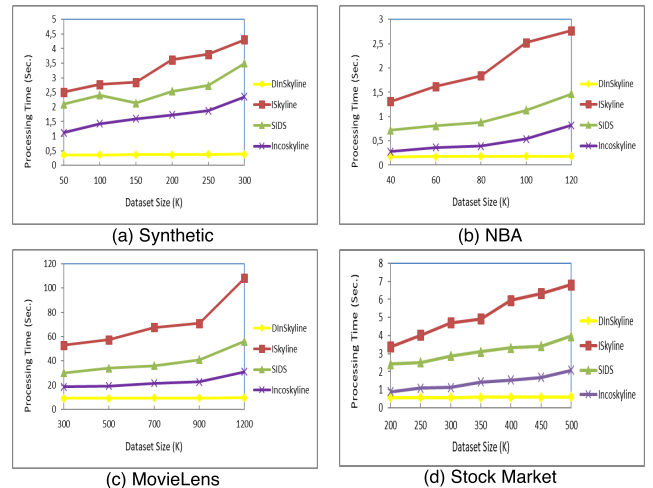 5
4,5
4
3,5
3
2,5
2
1,5
1
0,5
0
Processing Time (Sec.)
50 100 150 200 250 300
Dataset Size (K)
DInSkyline
ISkyline
SIDS
Incoskyline
(a) Synthetic
3
2,5
2
1,5
1
0,5
0
Processing Time (Sec.)
40 60 80 100 120
Dataset Size (K)
DInSkyline
ISkyline
SIDS
Incoskyline
(b) NBA
120
100
80
60
40
20
0
Processing Time (Sec.)
300 500 700 900 1200
Dataset Size (K)
DInSkyline
ISkyline
SIDS
Incoskyline
(c) MovieLens
8
7
6
5
4
3
2
1
0
Processing Time (Sec.)
200 250 300 350 400 450 500
Dataset Size (K)
DInSkyline
ISkyline
SIDS
Incoskyline
(d) Stock Market